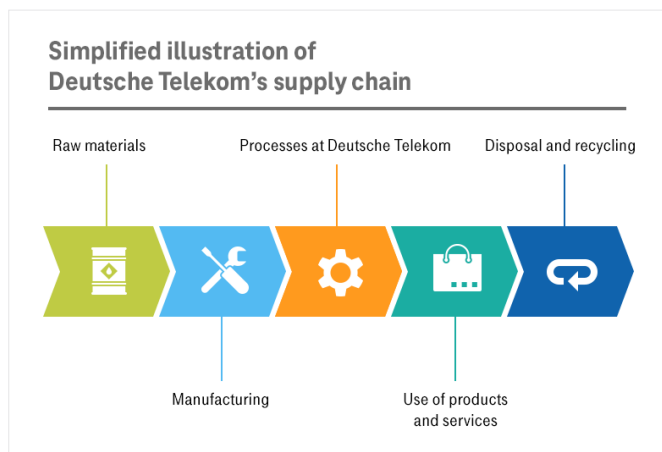 Simplified illustration of
Deutsche Telekom’s supply chain
Raw materials
Processes at Deutsche Telekom
Disposal and recycling
Manufacturing
Use of products
and services